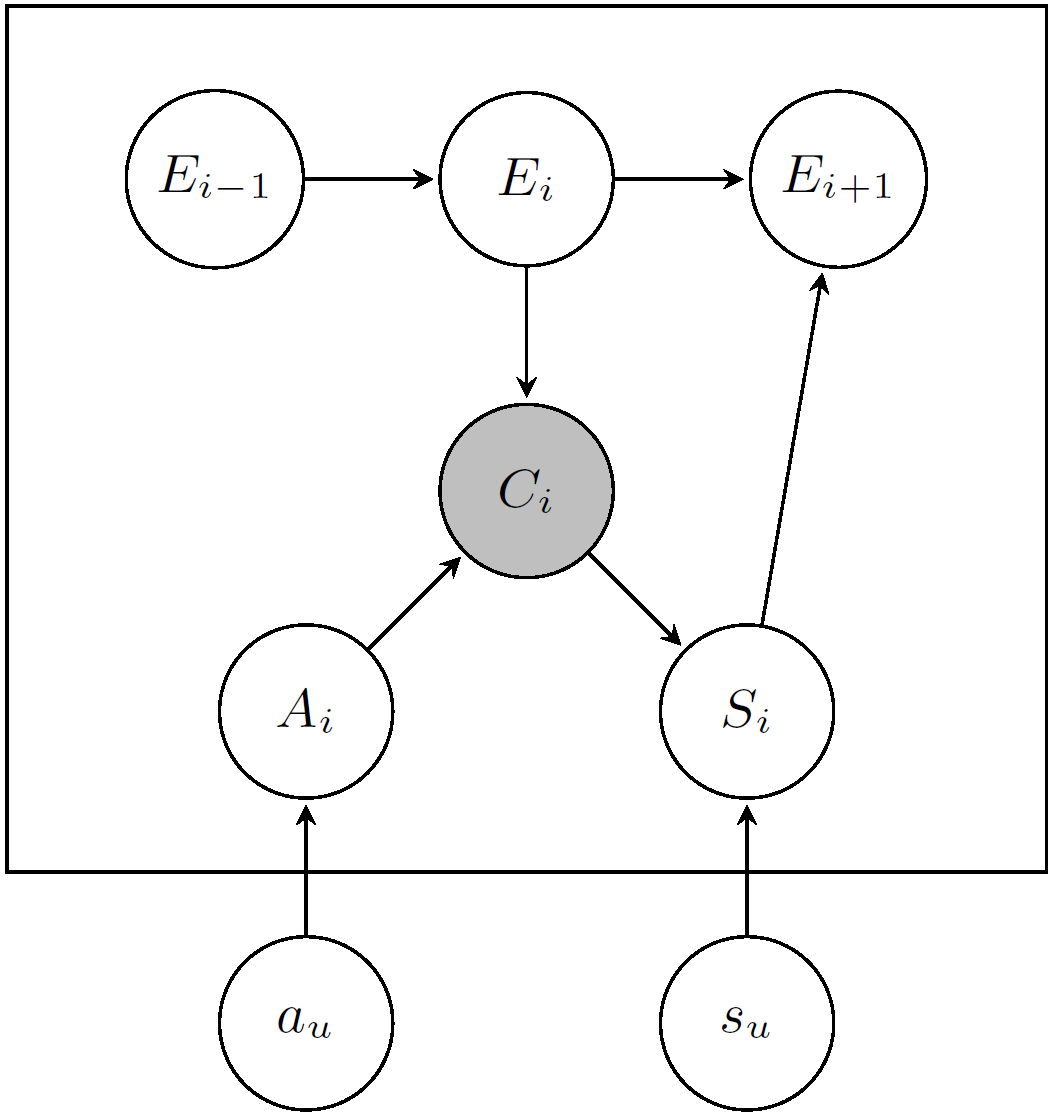 E_{i−1} E_i E_{i+1}
C_i
A_i S_i
a_u s_u